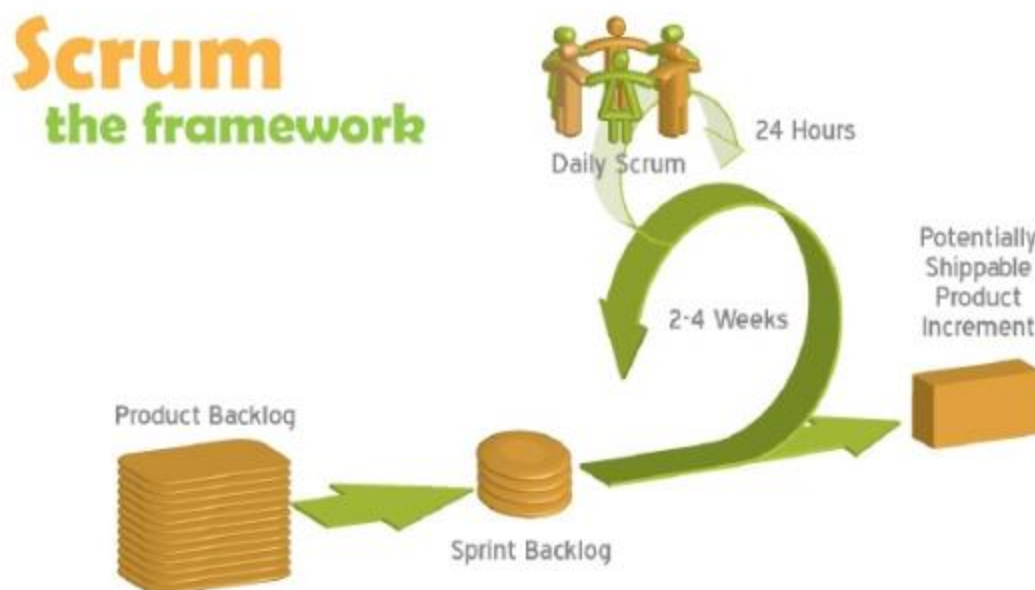 Scrum
the framework
24 Hours
Daily Scrum
Potentially
Shippable
Product
Increment
2-4 Weeks
Product Backlog
Sprint Backlog